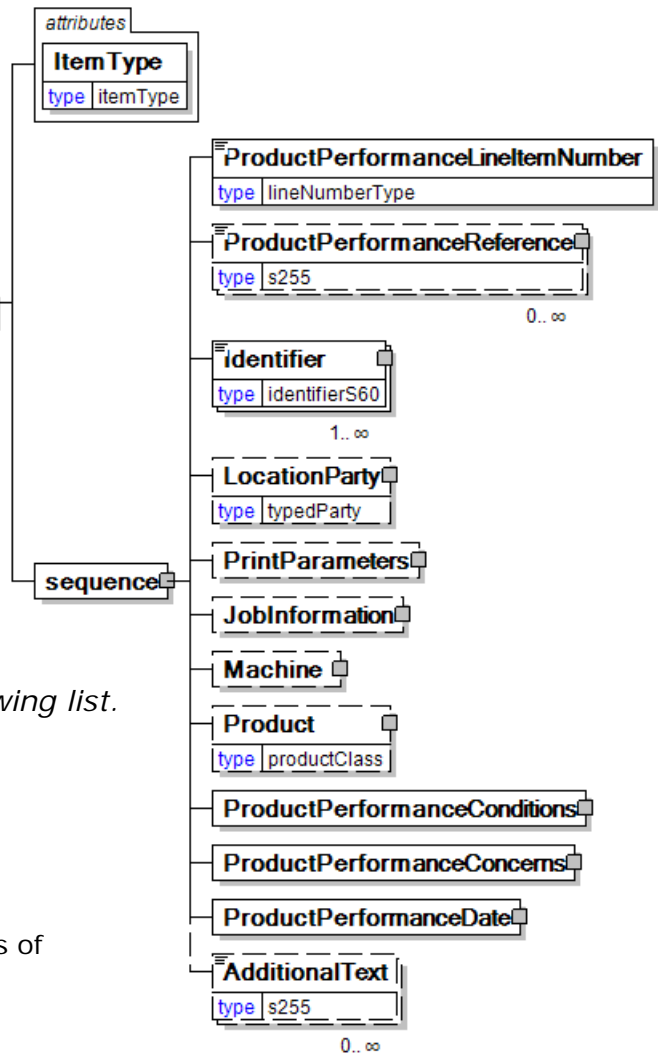 attributes
ItemType
type itemType
ProductPerformanceLineItemNumber
type lineNumberType
ProductPerformanceReference
type s255
0..∞
Identifier
type identifierS60
1..∞
LocationParty
type typedParty
PrintParameters
sequence
JobInformation
Machine
wing list.
Product
type productClass
ProductPerformanceConditions
ProductPerformanceConcerns
ProductPerformanceDate
s of
AdditionalText
type s255
0..∞